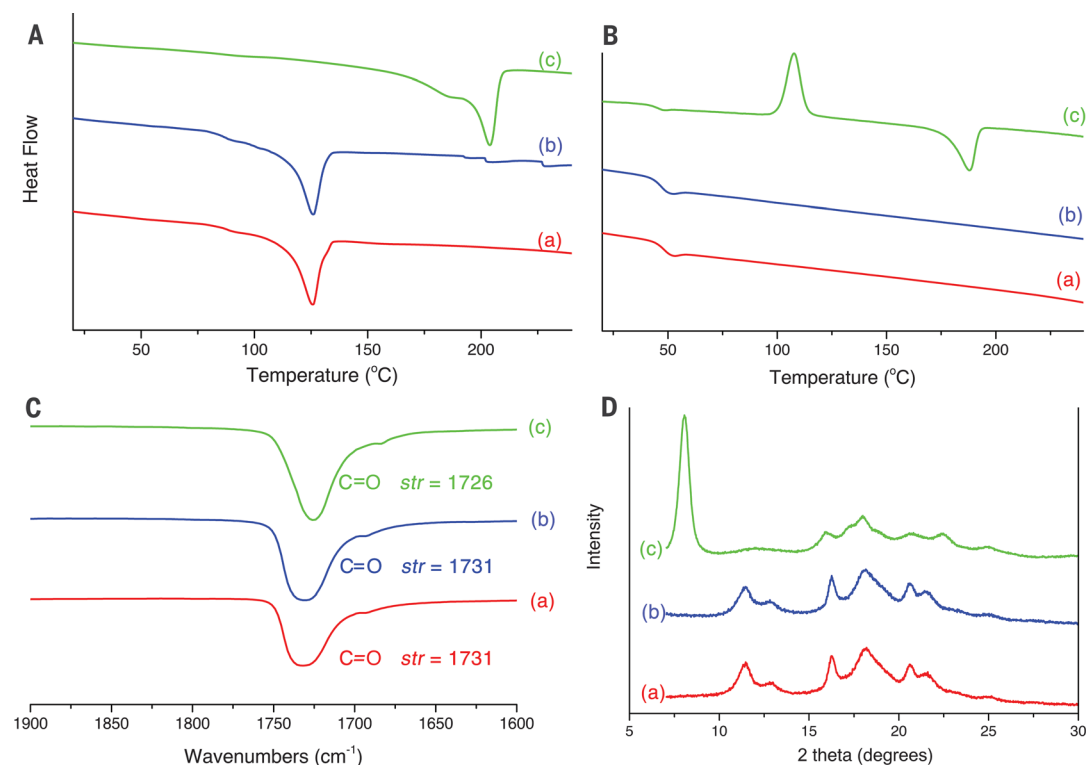 A
(c)
(b)
(a)
Heat Flow
50
100
150
200
Temperature (°C)
B
(c)
(b)
(a)
50
100
150
200
Temperature (°C)
C
(c)
C=O str = 1726
(b)
C=O str = 1731
(a)
C=O str = 1731
1900
1850
1800
1750
1700
1650
1600
Wavenumbers (cm⁻¹)
D
Intensity
(c)
(b)
(a)
5
10
15
20
25
30
2 theta (degrees)